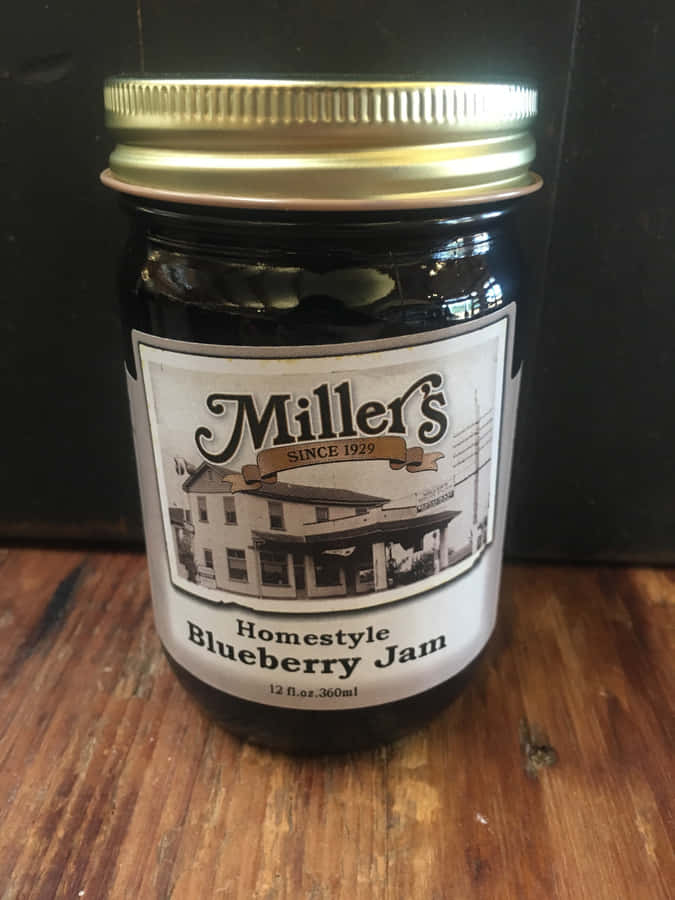 Miller's
SINCE 1929
Homestyle
Blueberry Jam
12 fl.oz.360ml